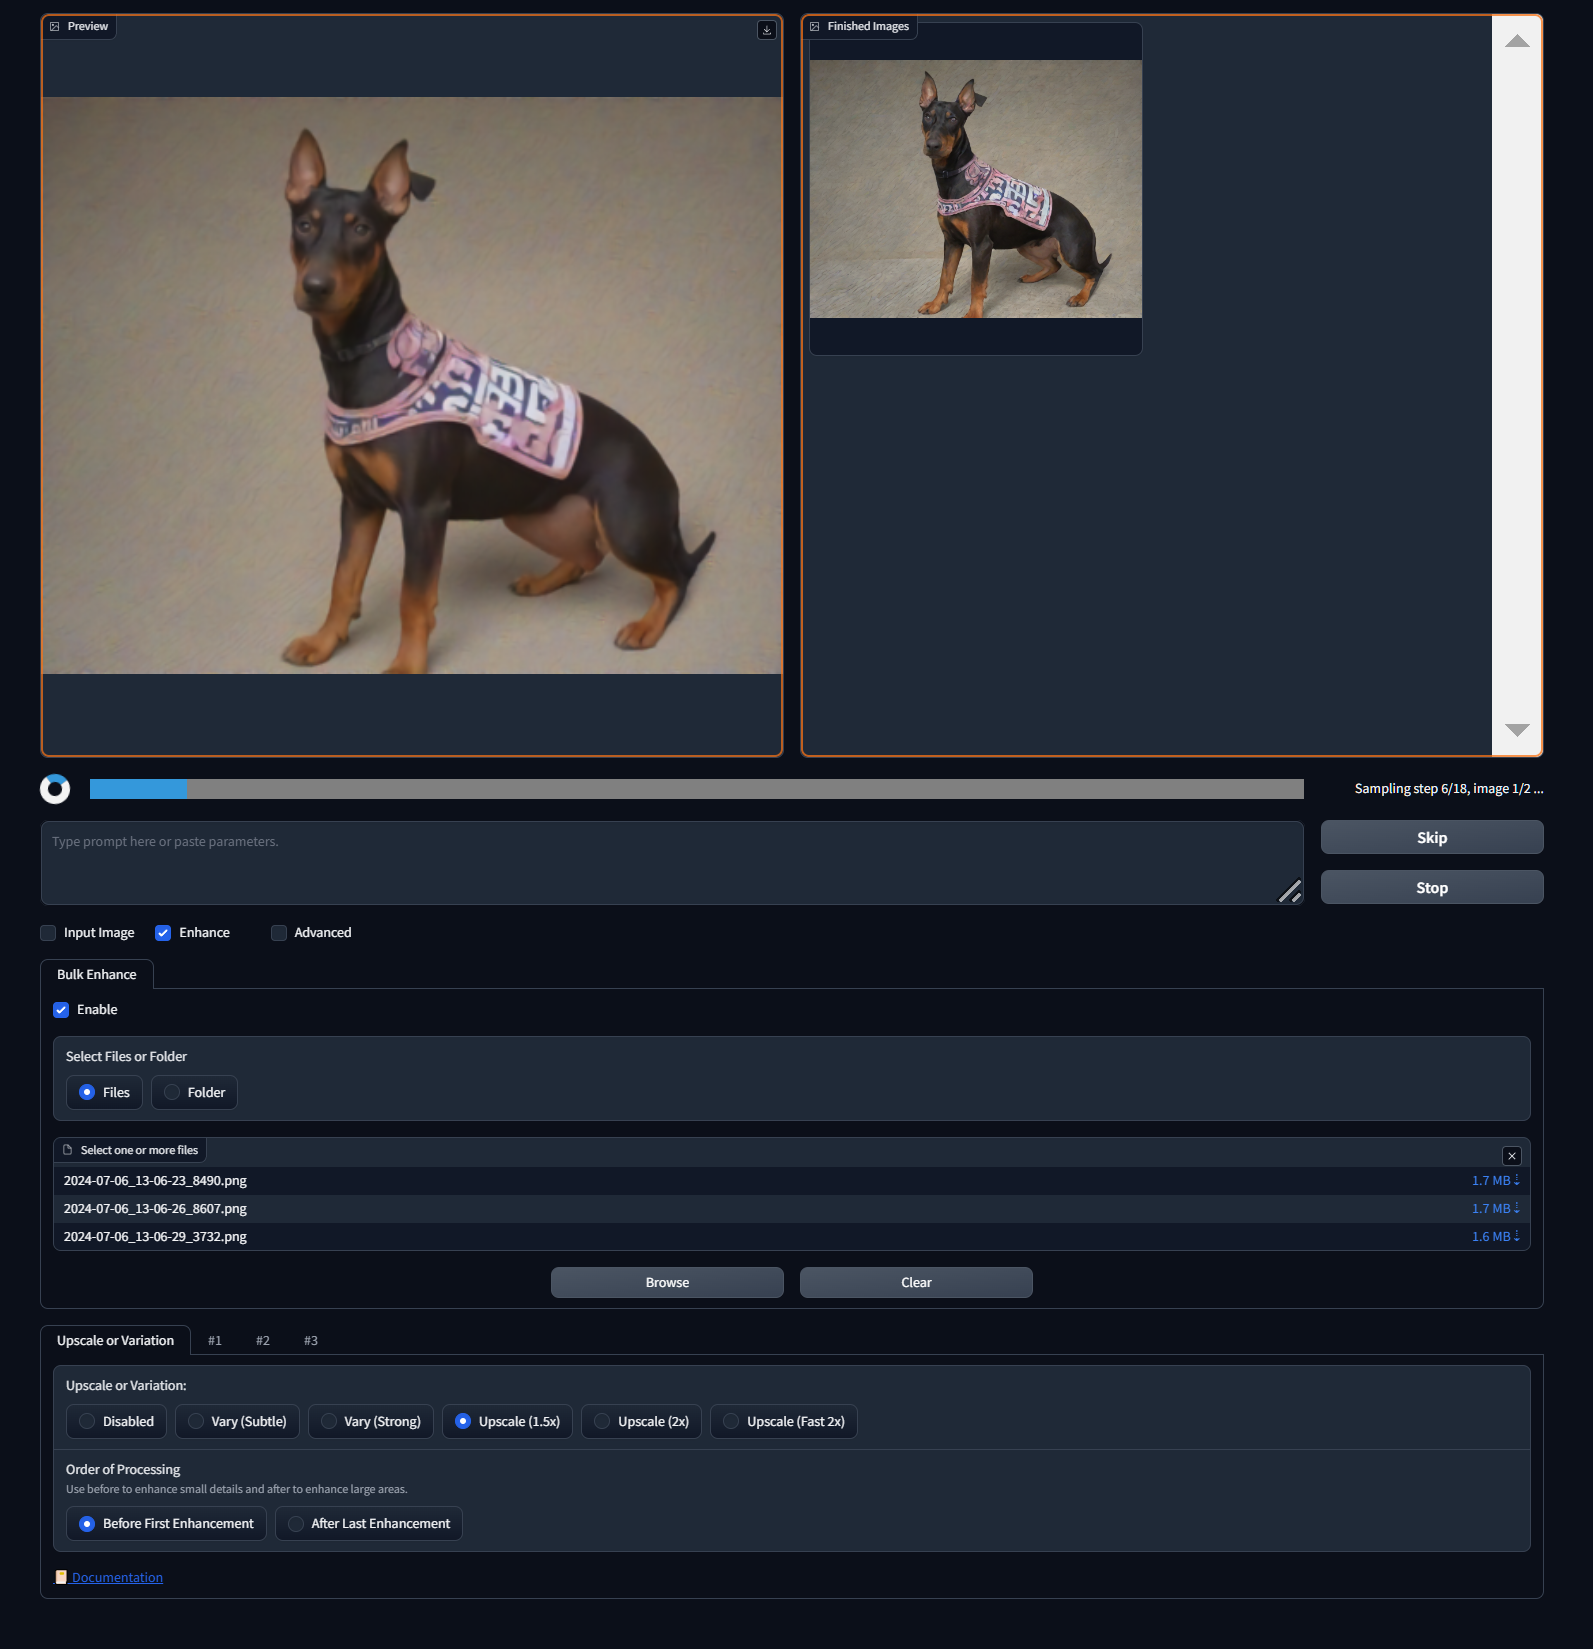 Preview
Finished Images
Sampling step 6/18, image 1/2 ...
Type prompt here or paste parameters.
Skip
Stop
Input Image
Enhance
Advanced
Bulk Enhance
Enable
Select Files or Folder
Files
Folder
Select one or more files
2024-07-06_13-06-23_8490.png 1.7 MB ⇣
2024-07-06_13-06-26_8607.png 1.7 MB ⇣
2024-07-06_13-06-29_3732.png 1.6 MB ⇣
Browse
Clear
Upscale or Variation
#1
#2
#3
Upscale or Variation:
Disabled
Vary (Subtle)
Vary (Strong)
Upscale (1.5x)
Upscale (2x)
Upscale (Fast 2x)
Order of Processing
Use before to enhance small details and after to enhance large areas.
Before First Enhancement
After Last Enhancement
Documentation